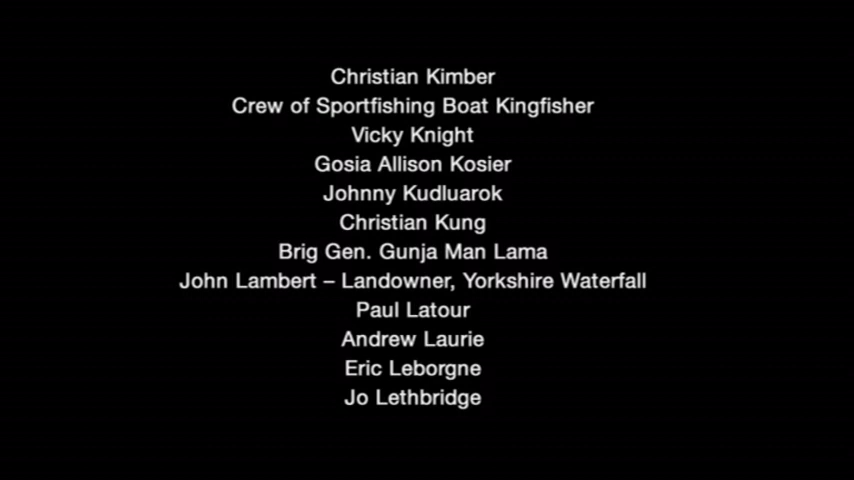 Christian Kimber
Crew of Sportfishing Boat Kingfisher
Vicky Knight
Gosia Allison Kosier
Johnny Kudluarok
Christian Kung
Brig Gen. Gunja Man Lama
John Lambert – Landowner, Yorkshire Waterfall
Paul Latour
Andrew Laurie
Eric Leborgne
Jo Lethbridge